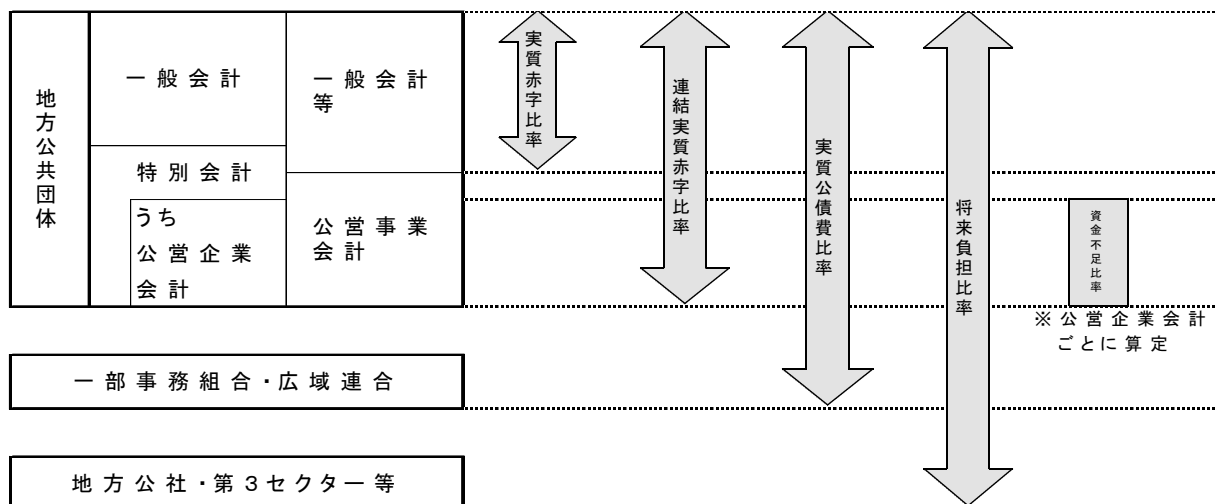 地方公共団体
一般会計
特別会計
うち
公営企業
会計
一般会計
等
公営事業
会計
実質赤字比率
連結実質赤字比率
実質公債費比率
将来負担比率
資金不足比率
※公営企業会計
ごとに算定
一部事務組合・広域連合
地方公社・第3セクター等